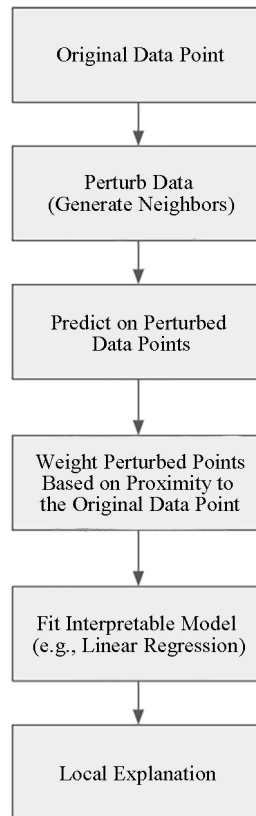 Original Data Point
Perturb Data
(Generate Neighbors)
Predict on Perturbed
Data Points
Weight Perturbed Points
Based on Proximity to
the Original Data Point
Fit Interpretable Model
(e.g., Linear Regression)
Local Explanation